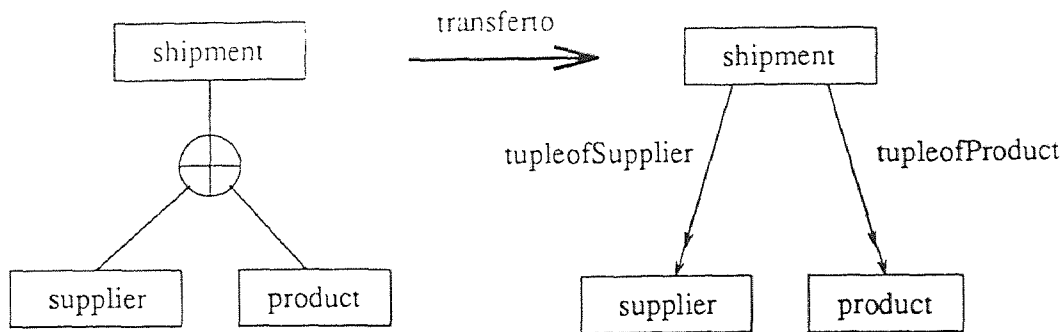 transferto
shipment
shipment
tupleofSupplier
tupleofProduct
supplier
product
supplier
product